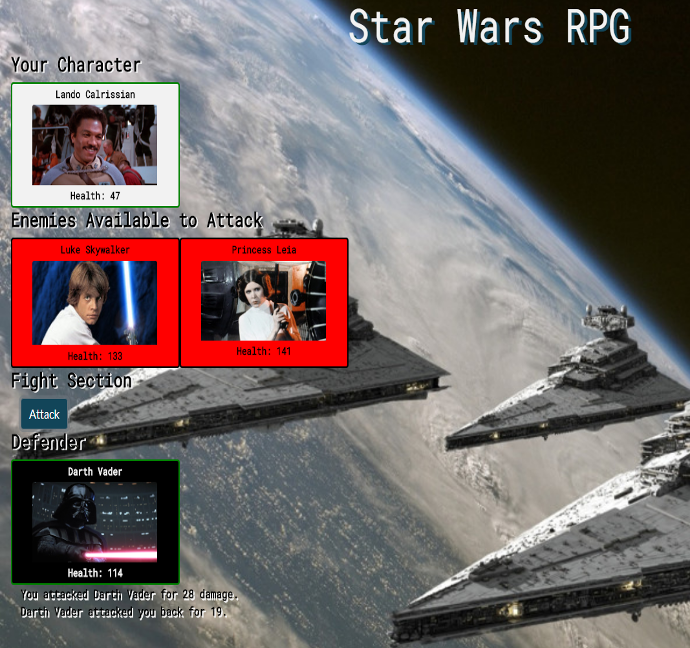 Star Wars RPG
Your Character
Lando Calrissian
Health: 47
Enemies Available to Attack
Luke Skywalker
Health: 133
Princess Leia
Health: 141
Fight Section
Attack
Defender
Darth Vader
Health: 114
You attacked Darth Vader for 28 damage.
Darth Vader attacked you back for 19.